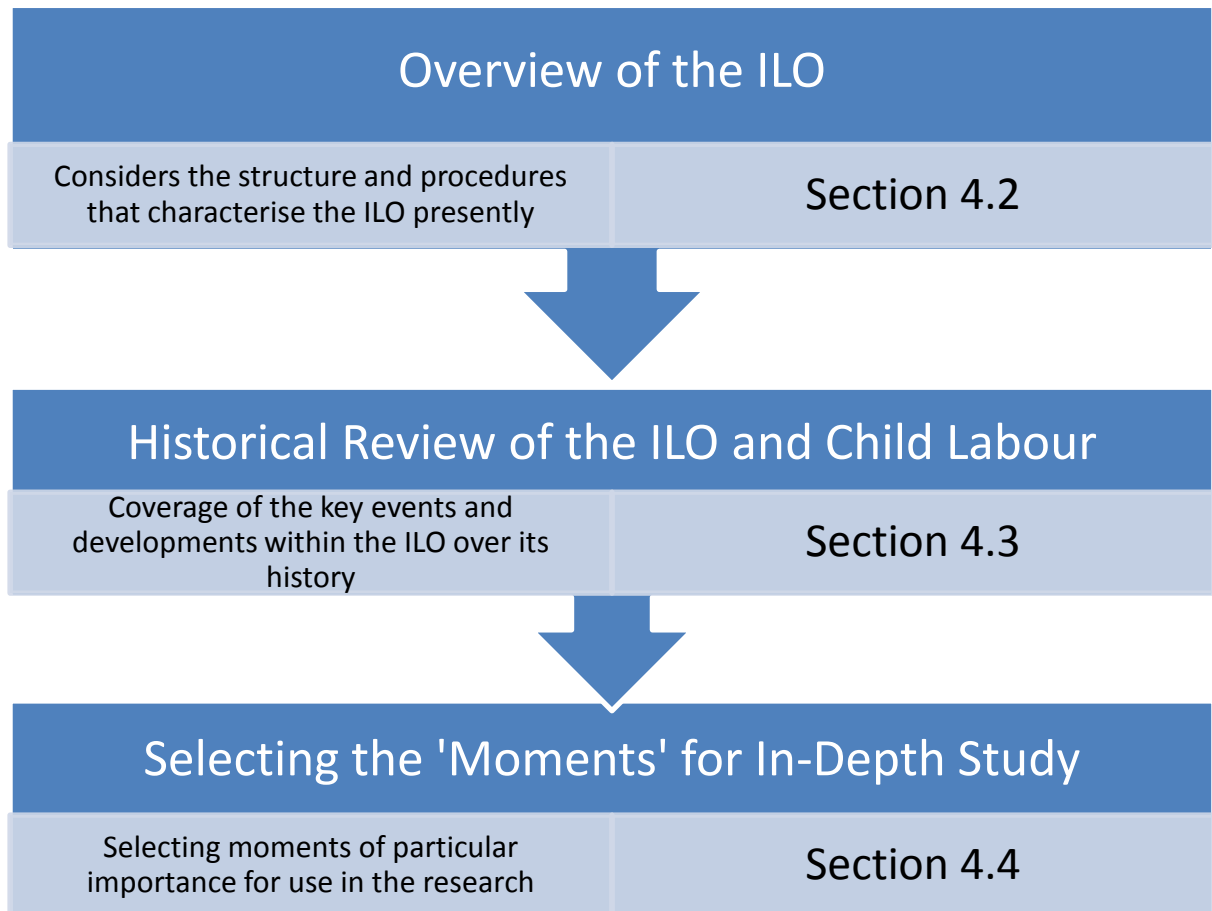 Overview of the ILO
Considers the structure and procedures
that characterise the ILO presently
Section 4.2
Historical Review of the ILO and Child Labour
Coverage of the key events and
developments within the ILO over its
history
Section 4.3
Selecting the 'Moments' for In-Depth Study
Selecting moments of particular
importance for use in the research
Section 4.4